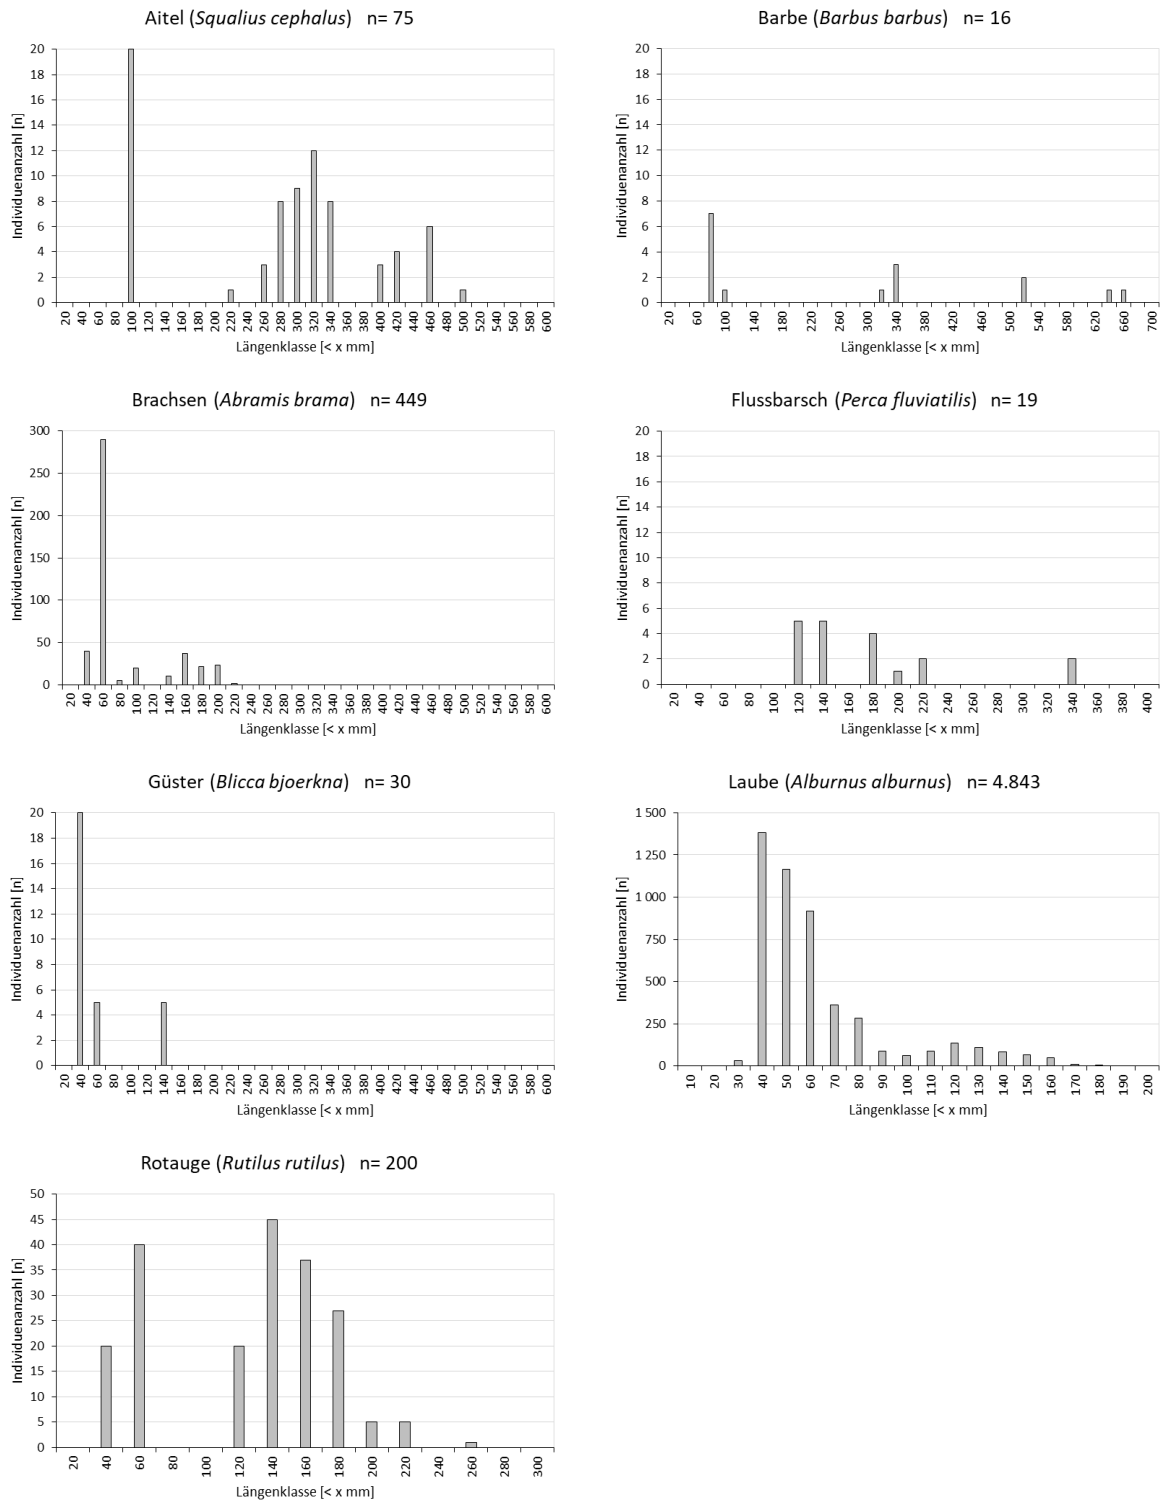 Aitel (Squalius cephalus) n= 75
Individuenanzahl [n]
20
18
16
14
12
10
8
6
4
2
0
20 40 60 80 100 120 140 160 180 200 220 240 260 280 300 320 340 360 380 400 420 440 460 480 500 520 540 560 580 600
Längenklasse [< x mm]
Barbe (Barbus barbus) n= 16
Individuenanzahl [n]
20
18
16
14
12
10
8
6
4
2
0
20 60 100 140 180 220 260 300 340 380 420 460 500 540 580 620 660 700
Längenklasse [< x mm]
Brachsen (Abramis brama) n= 449
Individuenanzahl [n]
300
250
200
150
100
50
0
20 40 60 80 100 120 140 160 180 200 220 240 260 280 300 320 340 360 380 400 420 440 460 480 500 520 540 560 580 600
Längenklasse [< x mm]
Flussbarsch (Perca fluviatilis) n= 19
Individuenanzahl [n]
20
18
16
14
12
10
8
6
4
2
0
20 40 60 80 100 120 140 160 180 200 220 240 260 280 300 320 340 360 380 400
Längenklasse [< x mm]
Güster (Blicca bjoerkna) n= 30
Individuenanzahl [n]
20
18
16
14
12
10
8
6
4
2
0
20 40 60 80 100 120 140 160 180 200 220 240 260 280 300 320 340 360 380 400 420 440 460 480 500 520 540 560 580 600
Längenklasse [< x mm]
Laube (Alburnus alburnus) n= 4.843
Individuenanzahl [n]
1 500
1 250
1 000
750
500
250
0
10 20 30 40 50 60 70 80 90 100 110 120 130 140 150 160 170 180 190 200
Längenklasse [< x mm]
Rotauge (Rutilus rutilus) n= 200
Individuenanzahl [n]
50
45
40
35
30
25
20
15
10
5
0
20 40 60 80 100 120 140 160 180 200 220 240 260 280 300
Längenklasse [< x mm]